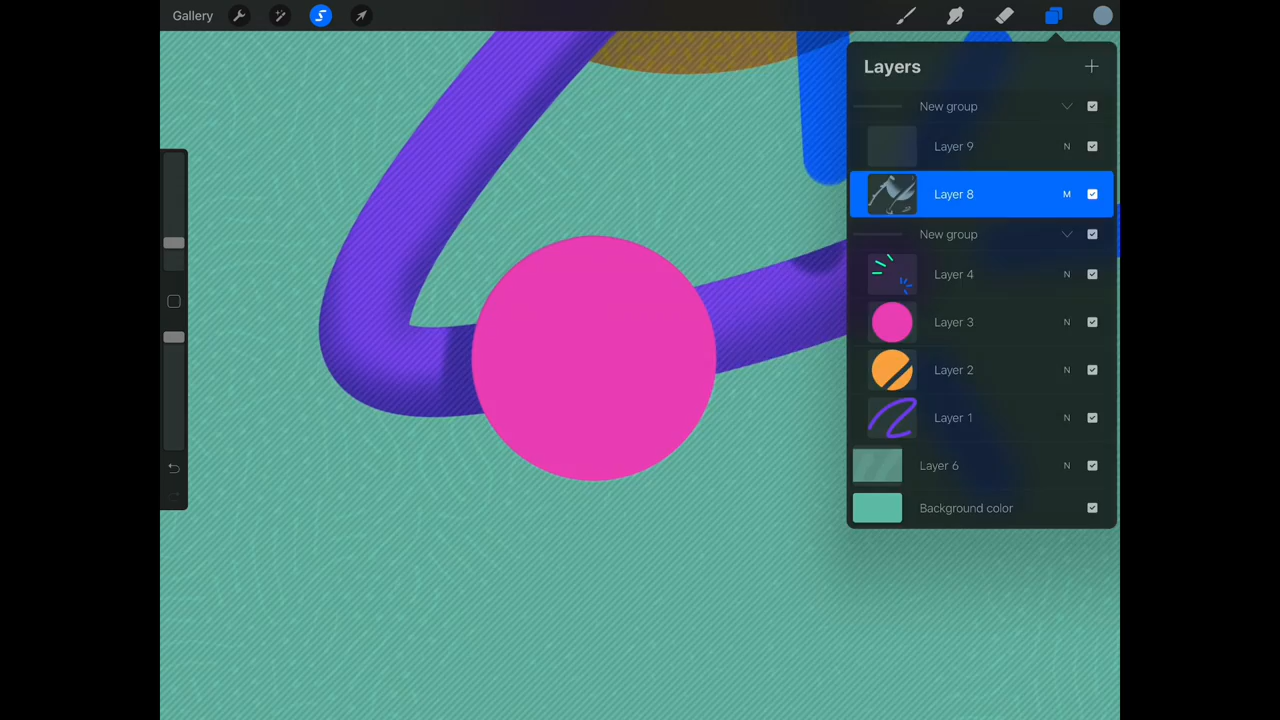 Gallery
Layers
New group
Layer 9 N
Layer 8 M
New group
Layer 4 N
Layer 3 N
Layer 2 N
Layer 1 N
Layer 6 N
Background color